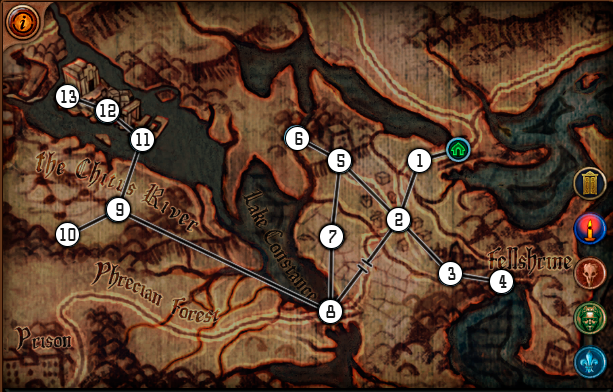 i
13
12
11
6
5
1
the Chitus River
9
10
7
2
Lake Constance
3
4
Fellshrine
Phrecian Forest
8
Prison